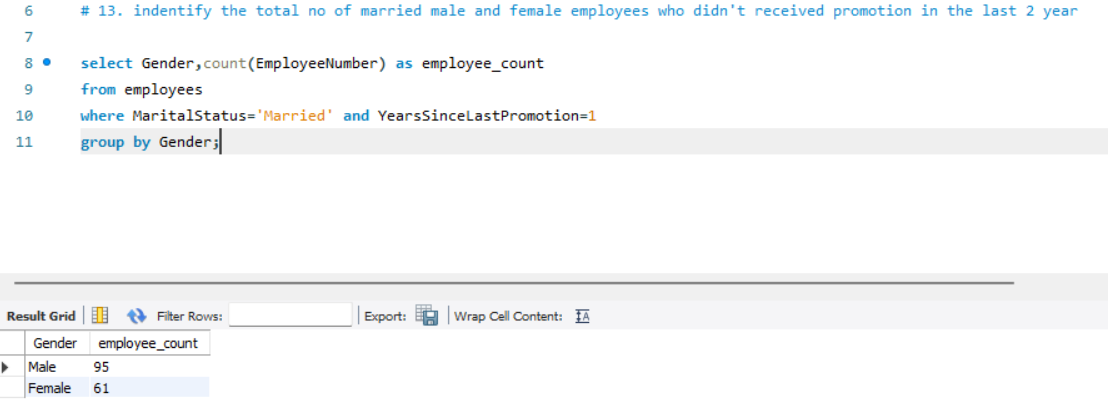 6 # 13. indentify the total no of married male and female employees who didn't received promotion in the last 2 year
7
8 select Gender,count(EmployeeNumber) as employee_count
9 from employees
10 where MaritalStatus='Married' and YearsSinceLastPromotion=1
11 group by Gender;
Result Grid Filter Rows: Export: Wrap Cell Content: IA
Gender employee_count
Male 95
Female 61